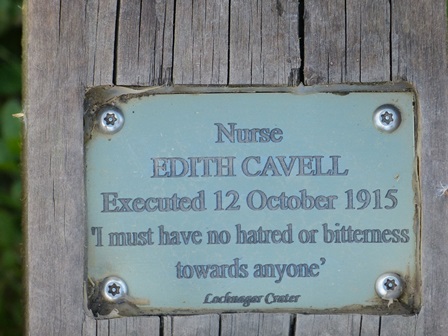 Nurse
EDITH CAVELL
Executed 12 October 1915
'I must have no hatred or bitterness
towards anyone’
Lochnagar Crater